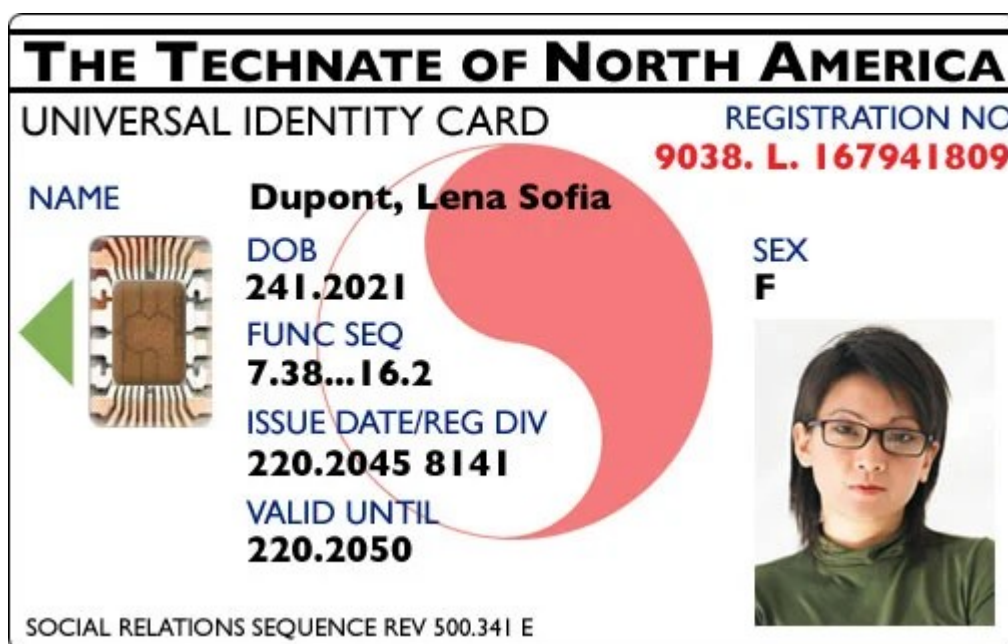 THE TECHNATE OF NORTH AMERICA
UNIVERSAL IDENTITY CARD
REGISTRATION NO
9038. L. 167941809
NAME
Dupont, Lena Sofia
DOB
241.2021
SEX
F
FUNC SEQ
7.38...16.2
ISSUE DATE/REG DIV
220.2045 8141
VALID UNTIL
220.2050
SOCIAL RELATIONS SEQUENCE REV 500.341 E